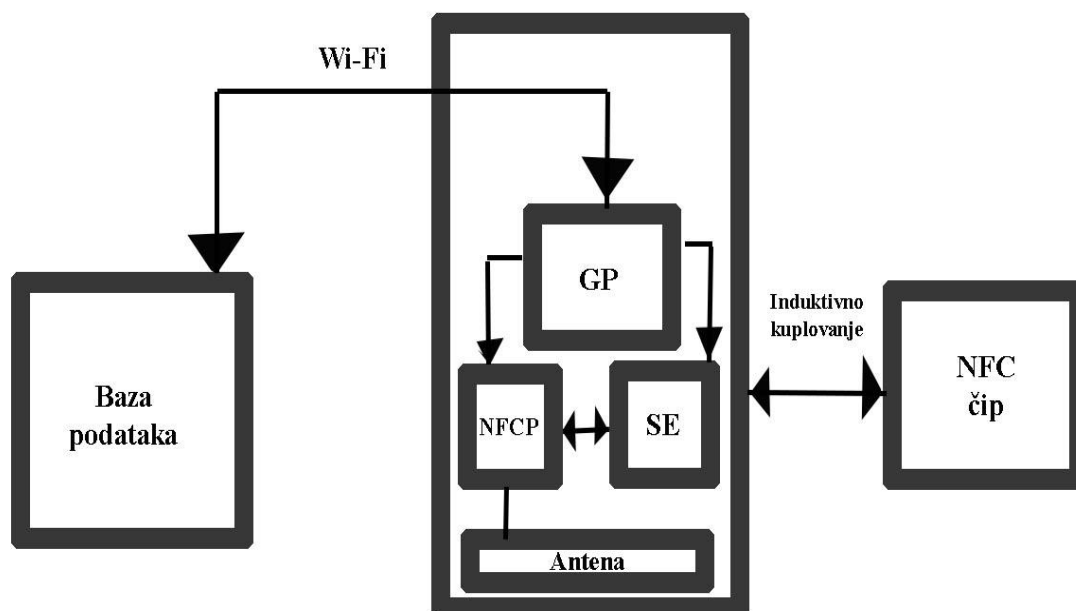 Wi-Fi
GP
Induktivno
kuplovanje
NFC
čip
Baza
podataka
NFCP
SE
Antena